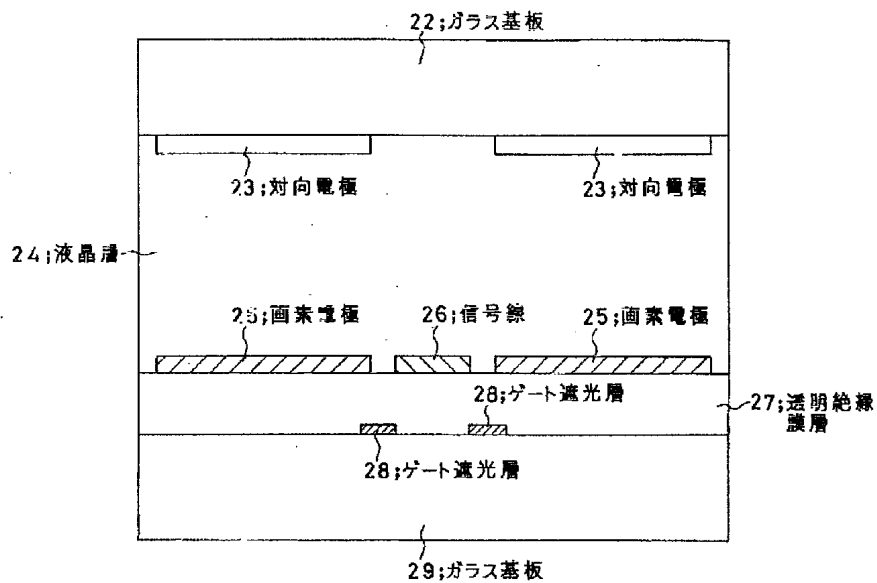 22;ガラス基板
23;対向電極
23;対向電極
24;液晶層
25;画素電極
26;信号線
25;画素電極
28;ゲート遮光層
27;透明絶縁
膜層
28;ゲート遮光層
29;ガラス基板